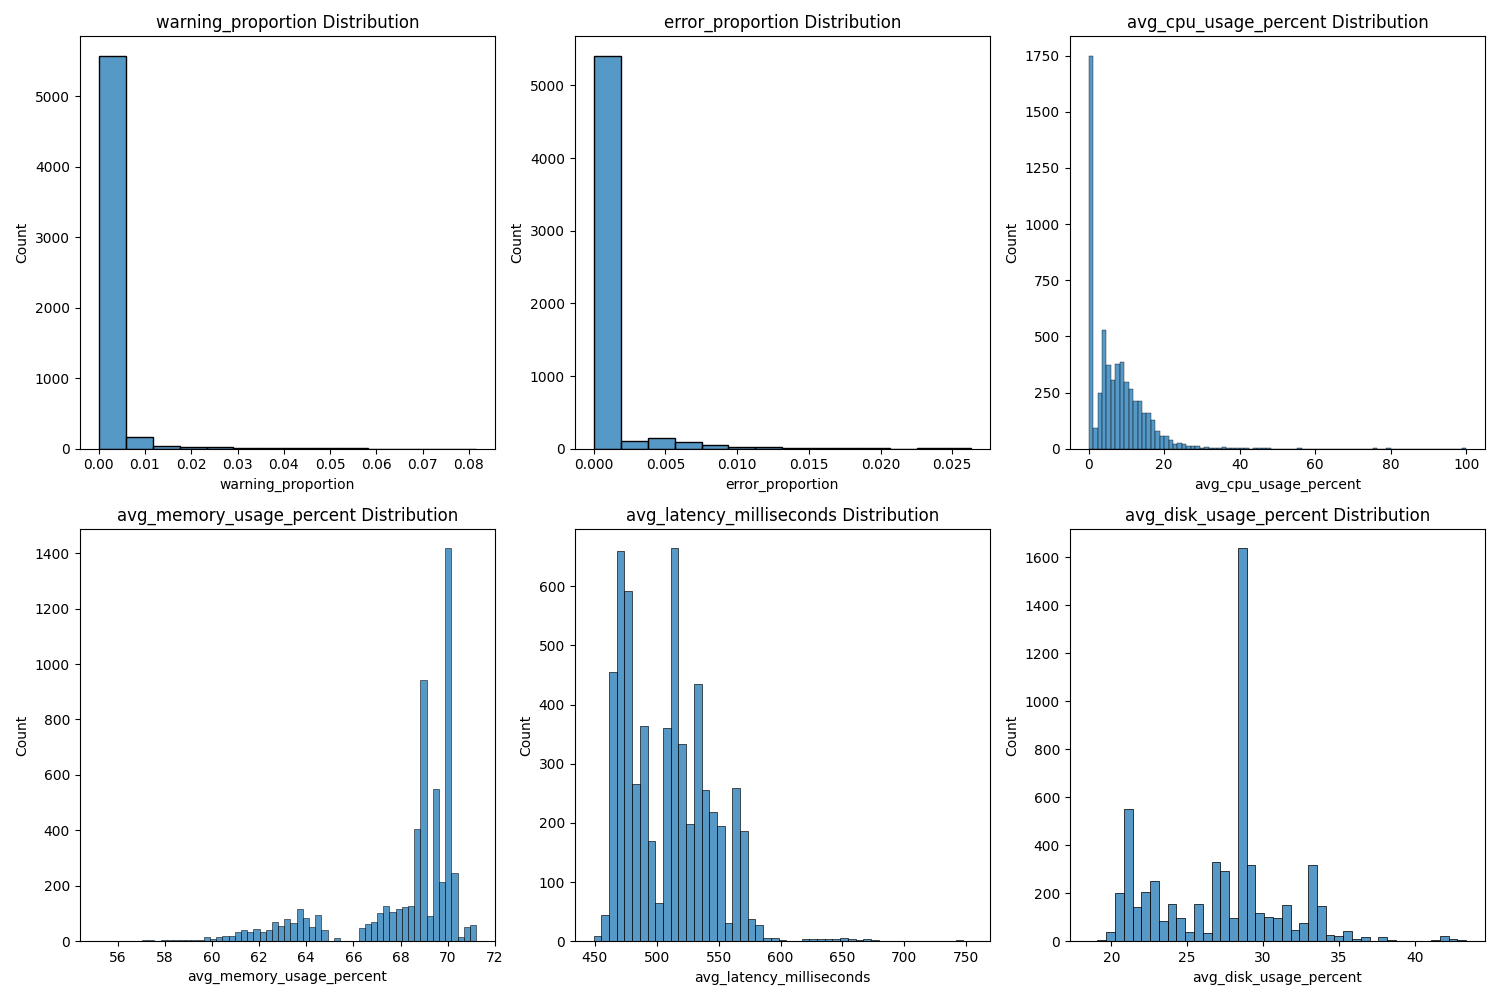 warning_proportion Distribution
error_proportion Distribution
avg_cpu_usage_percent Distribution
Count
5000
4000
3000
2000
1000
0
0.00 0.01 0.02 0.03 0.04 0.05 0.06 0.07 0.08
warning_proportion
Count
5000
4000
3000
2000
1000
0
0.000 0.005 0.010 0.015 0.020 0.025
error_proportion
Count
1750
1500
1250
1000
750
500
250
0
0 20 40 60 80 100
avg_cpu_usage_percent
avg_memory_usage_percent Distribution
avg_latency_milliseconds Distribution
avg_disk_usage_percent Distribution
Count
1400
1200
1000
800
600
400
200
0
56 58 60 62 64 66 68 70 72
avg_memory_usage_percent
Count
600
500
400
300
200
100
0
450 500 550 600 650 700 750
avg_latency_milliseconds
Count
1600
1400
1200
1000
800
600
400
200
0
20 25 30 35 40
avg_disk_usage_percent